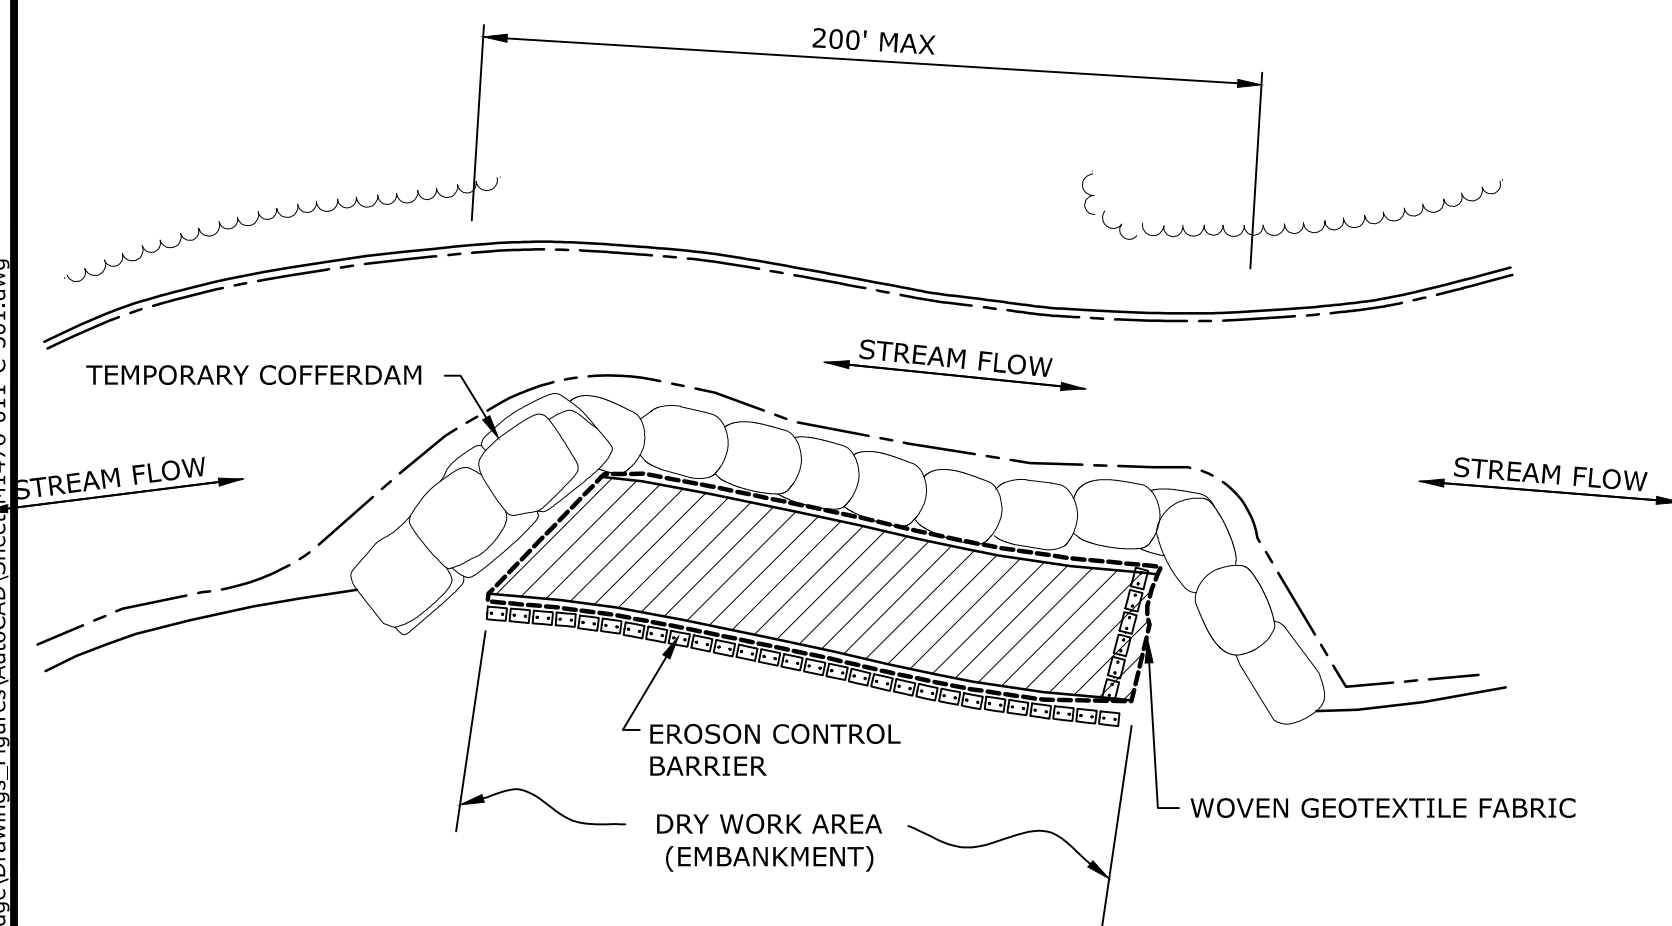 200' MAX
STREAM FLOW
TEMPORARY COFFERDAM
STREAM FLOW
STREAM FLOW
EROSON CONTROL
BARRIER
WOVEN GEOTEXTILE FABRIC
DRY WORK AREA
(EMBANKMENT)